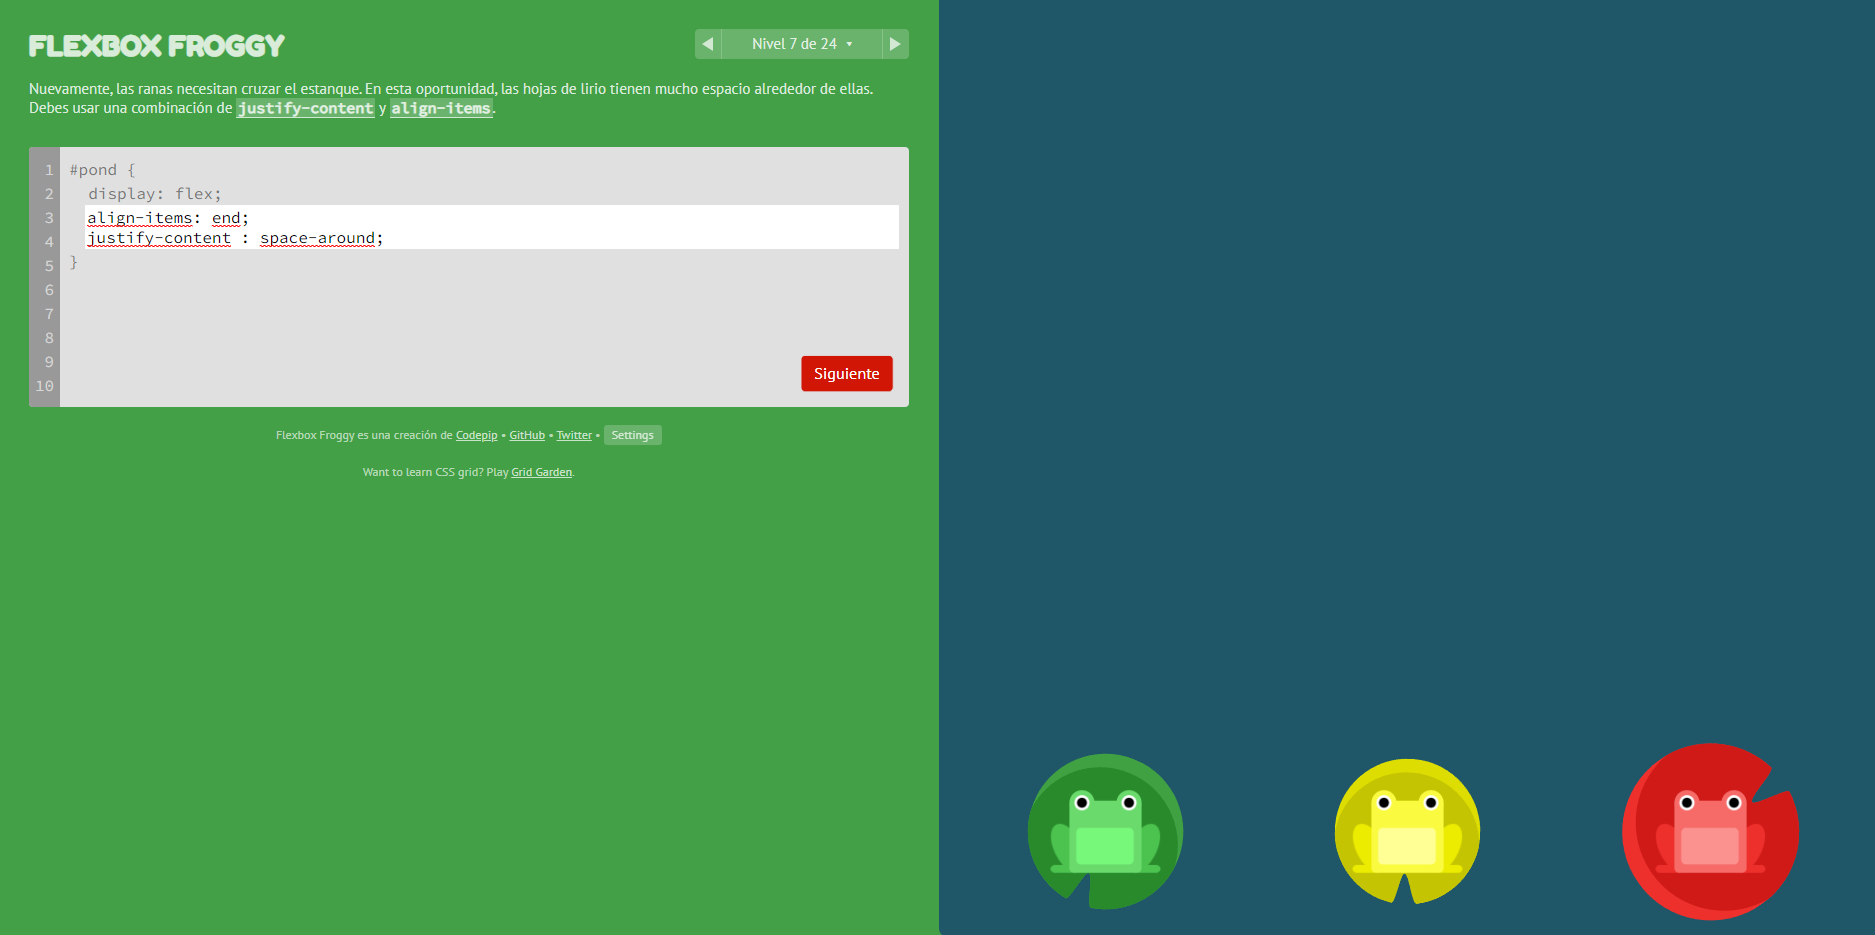 FLEXBOX FROGGY
Nivel 7 de 24
Nuevamente, las ranas necesitan cruzar el estanque. En esta oportunidad, las hojas de lirio tienen mucho espacio alrededor de ellas.
Debes usar una combinación de justify-content y align-items.
1 #pond {
2 display: flex;
3 align-items: end;
4 justify-content : space-around;
5 }
6
7
8
9
10
Siguiente
Flexbox Froggy es una creación de Codepip • GitHub • Twitter • Settings
Want to learn CSS grid? Play Grid Garden.